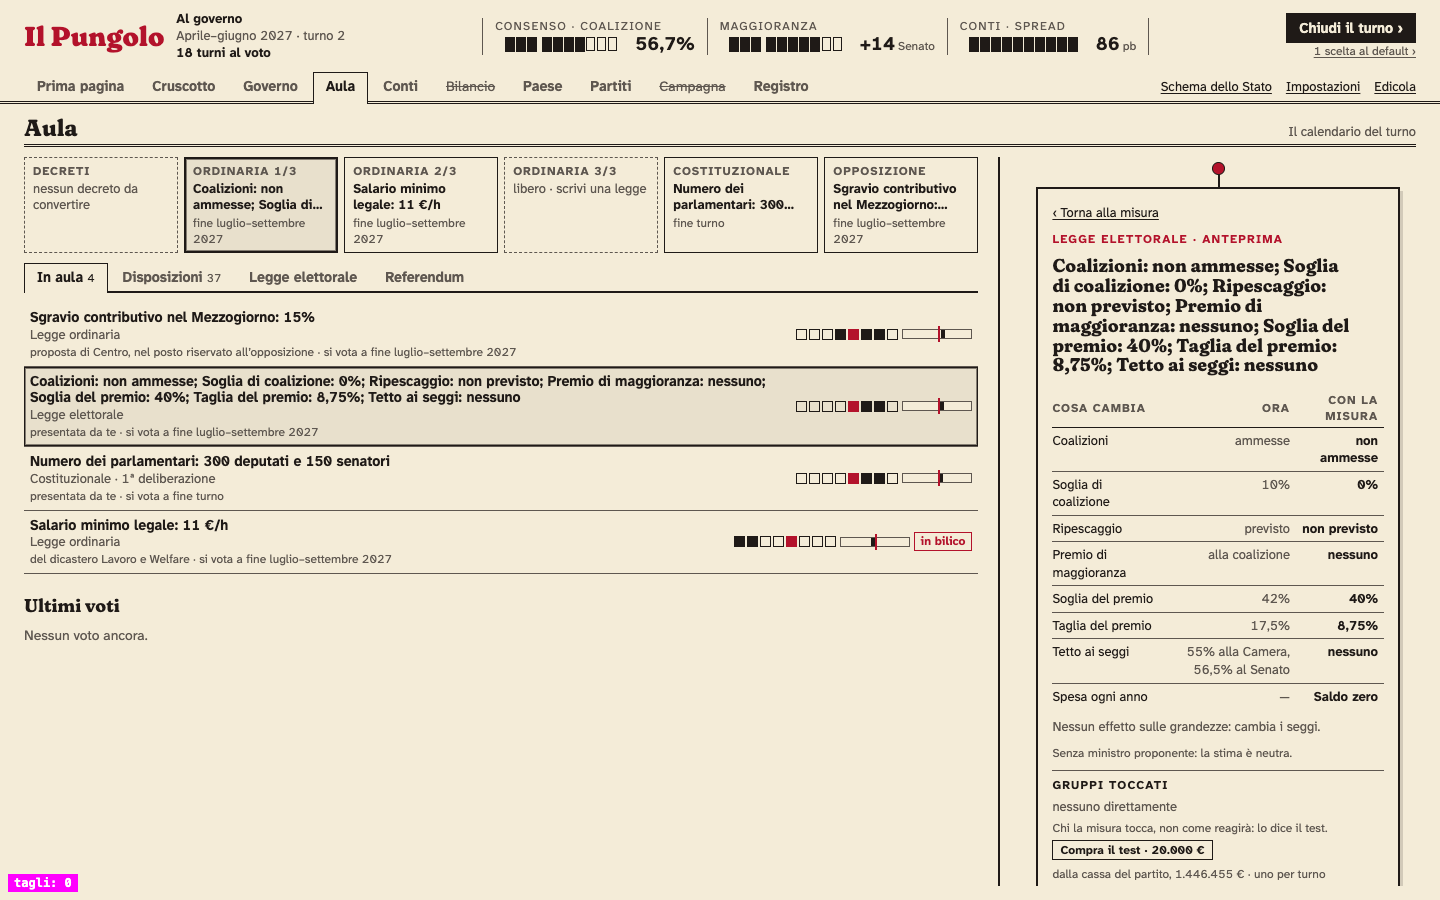 Il Pungolo
Al governo
Aprile–giugno 2027 · turno 2
18 turni al voto
CONSENSO · COALIZIONE
56,7%
MAGGIORANZA
+14 Senato
CONTI · SPREAD
86 pb
Chiudi il turno ›
1 scelta al default ›
Prima pagina Cruscotto Governo Aula Conti Bilancio Paese Partiti Campagna Registro
Schema dello Stato Impostazioni Edicola
Aula
Il calendario del turno
DECRETI
nessun decreto da
convertire
ORDINARIA 1/3
Coalizioni: non
ammesse; Soglia di…
fine luglio–settembre
2027
ORDINARIA 2/3
Salario minimo
legale: 11 €/h
fine luglio–settembre
2027
ORDINARIA 3/3
libero · scrivi una legge
COSTITUZIONALE
Numero dei
parlamentari: 300…
fine turno
OPPOSIZIONE
Sgravio contributivo
nel Mezzogiorno:…
fine luglio–settembre
2027
In aula 4 Disposizioni 37 Legge elettorale Referendum
Sgravio contributivo nel Mezzogiorno: 15%
Legge ordinaria
proposta di Centro, nel posto riservato all'opposizione · si vota a fine luglio–settembre 2027
Coalizioni: non ammesse; Soglia di coalizione: 0%; Ripescaggio: non previsto; Premio di maggioranza: nessuno;
Soglia del premio: 40%; Taglia del premio: 8,75%; Tetto ai seggi: nessuno
Legge elettorale
presentata da te · si vota a fine luglio–settembre 2027
Numero dei parlamentari: 300 deputati e 150 senatori
Costituzionale · 1ª deliberazione
presentata da te · si vota a fine turno
Salario minimo legale: 11 €/h
Legge ordinaria
del dicastero Lavoro e Welfare · si vota a fine luglio–settembre 2027
in bilico
Ultimi voti
Nessun voto ancora.
‹ Torna alla misura
LEGGE ELETTORALE · ANTEPRIMA
Coalizioni: non ammesse; Soglia
di coalizione: 0%; Ripescaggio:
non previsto; Premio di
maggioranza: nessuno; Soglia del
premio: 40%; Taglia del premio:
8,75%; Tetto ai seggi: nessuno
COSA CAMBIA ORA CON LA
MISURA
Coalizioni ammesse non
ammesse
Soglia di 10% 0%
coalizione
Ripescaggio previsto non previsto
Premio di alla coalizione nessuno
maggioranza
Soglia del premio 42% 40%
Taglia del premio 17,5% 8,75%
Tetto ai seggi 55% alla Camera, nessuno
56,5% al Senato
Spesa ogni anno — Saldo zero
Nessun effetto sulle grandezze: cambia i seggi.
Senza ministro proponente: la stima è neutra.
GRUPPI TOCCATI
nessuno direttamente
Chi la misura tocca, non come reagirà: lo dice il test.
Compra il test · 20.000 €
dalla cassa del partito, 1.446.455 € · uno per turno
tagli: 0